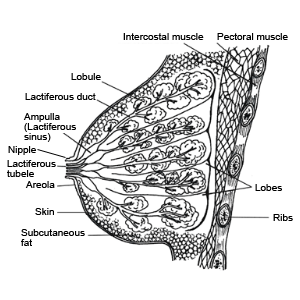 Intercostal muscle
Pectoral muscle
Lobule
Lactiferous duct
Ampulla
(Lactiferous
sinus)
Nipple
Lactiferous
tubele
Areola
Lobes
Skin
Ribs
Subcutaneous
fat